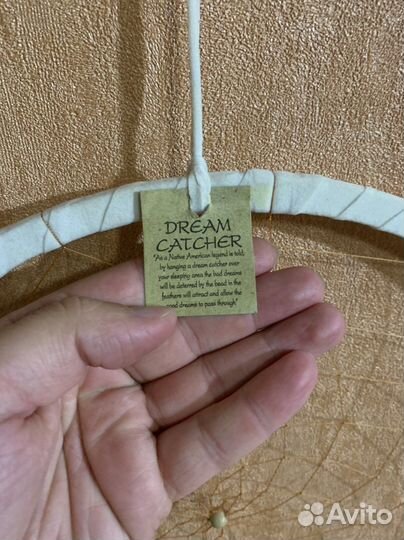 DREAM
CATCHER
"As a Native American legend is told,
by hanging a dream catcher over
your sleeping area the bad dreams
will be deterred by the bead in the
feathers will attract and allow the
good dreams to pass through"
Avito